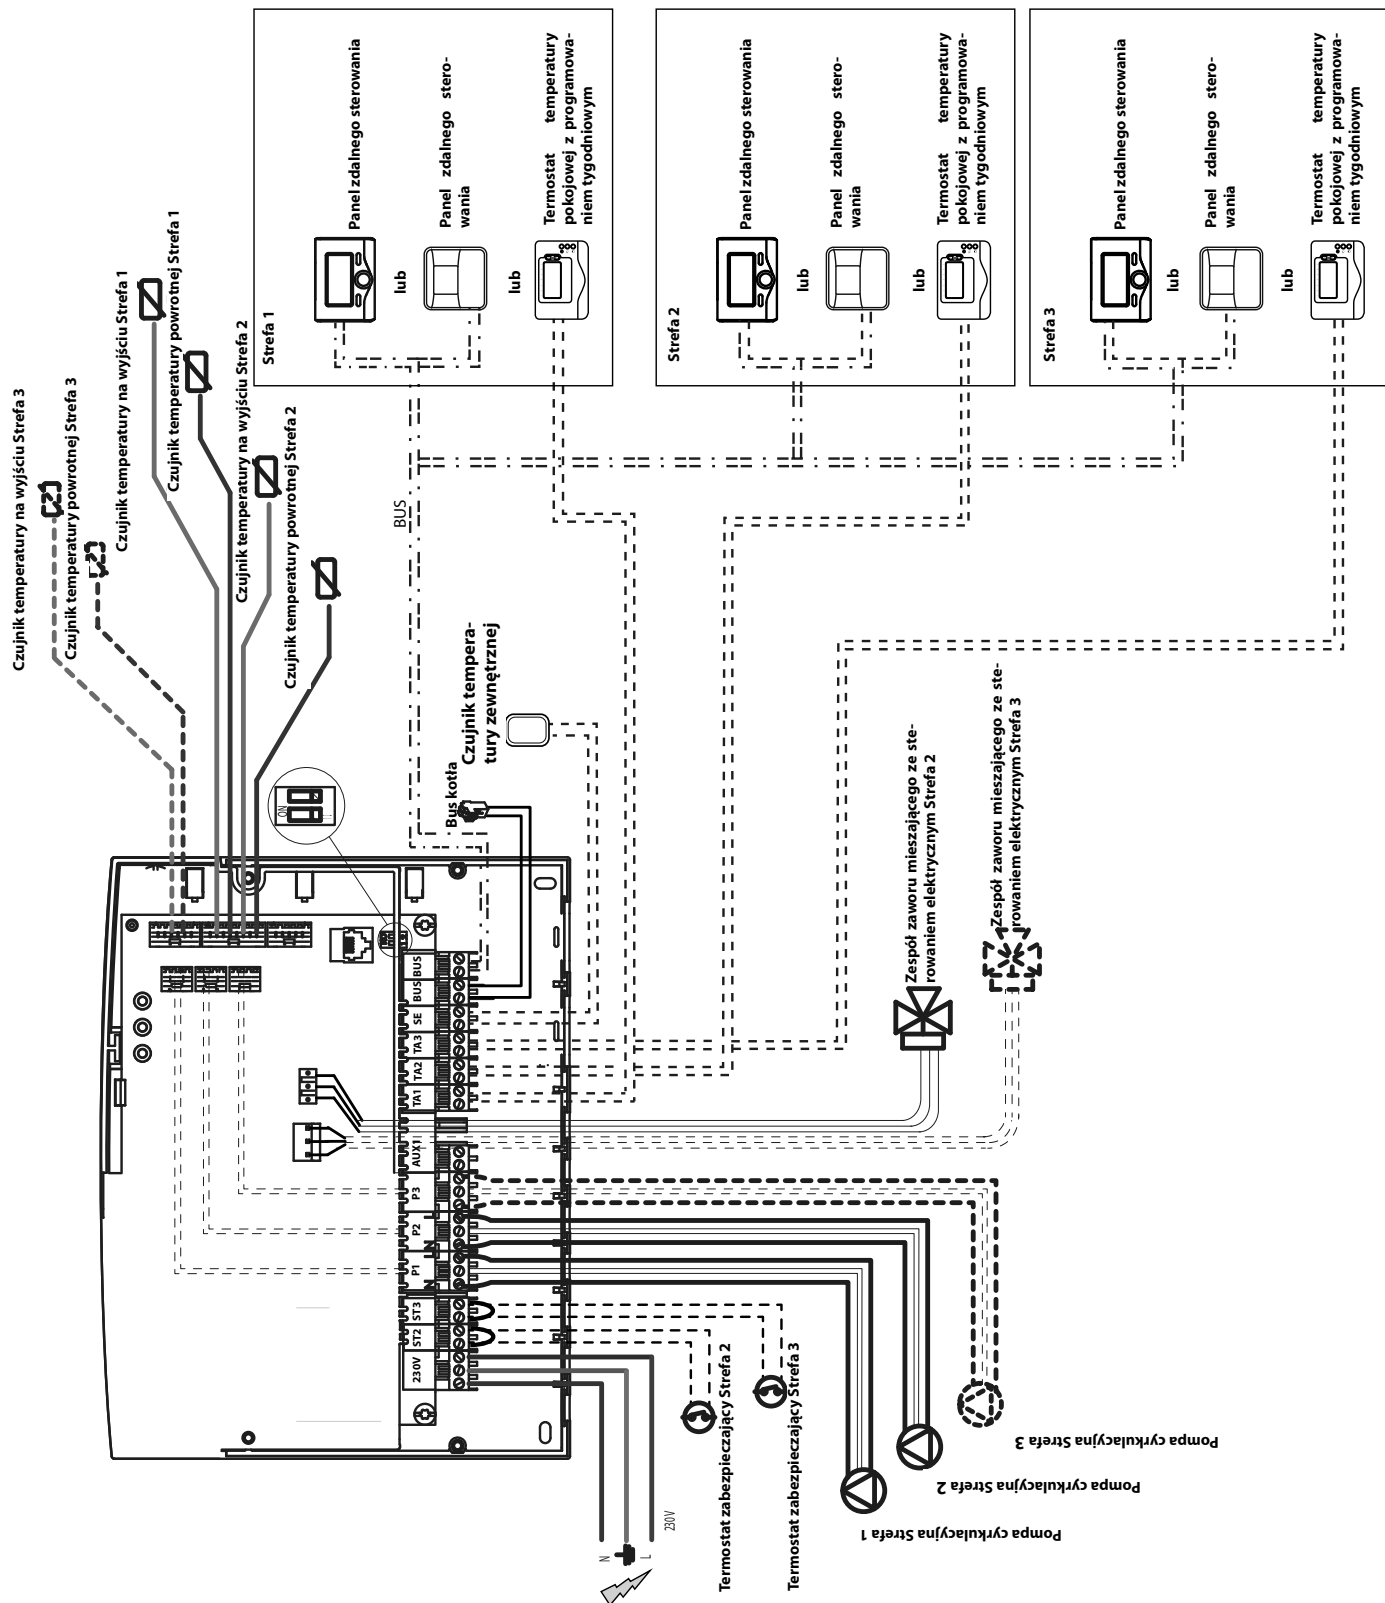 Strefa 1
Panel zdalnego sterowania
lub
Panel zdalnego stero-
wania
lub
Termostat temperatury
pokojowej z programowa-
niem tygodniowym
Strefa 2
Panel zdalnego sterowania
lub
Panel zdalnego stero-
wania
lub
Termostat temperatury
pokojowej z programowa-
niem tygodniowym
Strefa 3
Panel zdalnego sterowania
lub
Panel zdalnego stero-
wania
lub
Termostat temperatury
pokojowej z programowa-
niem tygodniowym
Czujnik temperatury na wyjściu Strefa 3
Czujnik temperatury powrotnej Strefa 3
Czujnik temperatury na wyjściu Strefa 1
Czujnik temperatury powrotnej Strefa 1
Czujnik temperatury na wyjściu Strefa 2
Czujnik temperatury powrotnej Strefa 2
BUS
Bus kotła
Czujnik tempera-
tury zewnętrznej
ON
Zespół zaworu mieszającego ze ste-
rowaniem elektrycznym Strefa 2
Zespół zaworu mieszającego ze ste-
rowaniem elektrycznym Strefa 3
230V
ST2
ST3
P1
P2
P3
AUX1
TA1
TA2
TA3
SE
BUS
BUS
N
L
N
L
N
L
230V
Termostat zabezpieczający Strefa 2
Termostat zabezpieczający Strefa 3
Pompa cyrkulacyjna Strefa 1
Pompa cyrkulacyjna Strefa 2
Pompa cyrkulacyjna Strefa 3